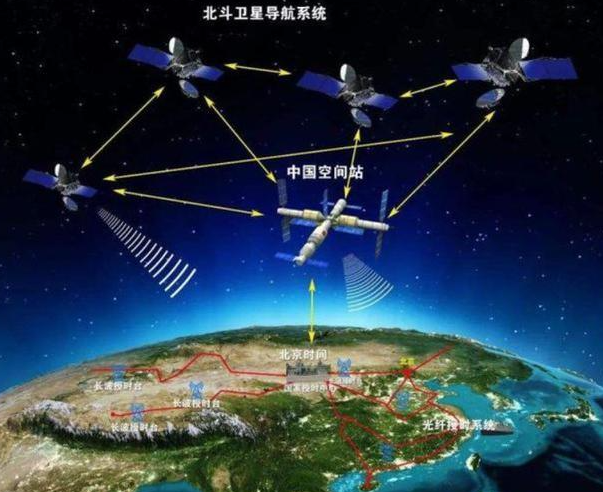 北斗卫星导航系统
中国空间站
北京时间
长波授时台
国家授时中心
长波授时台
长波授时台
光纤授时系统